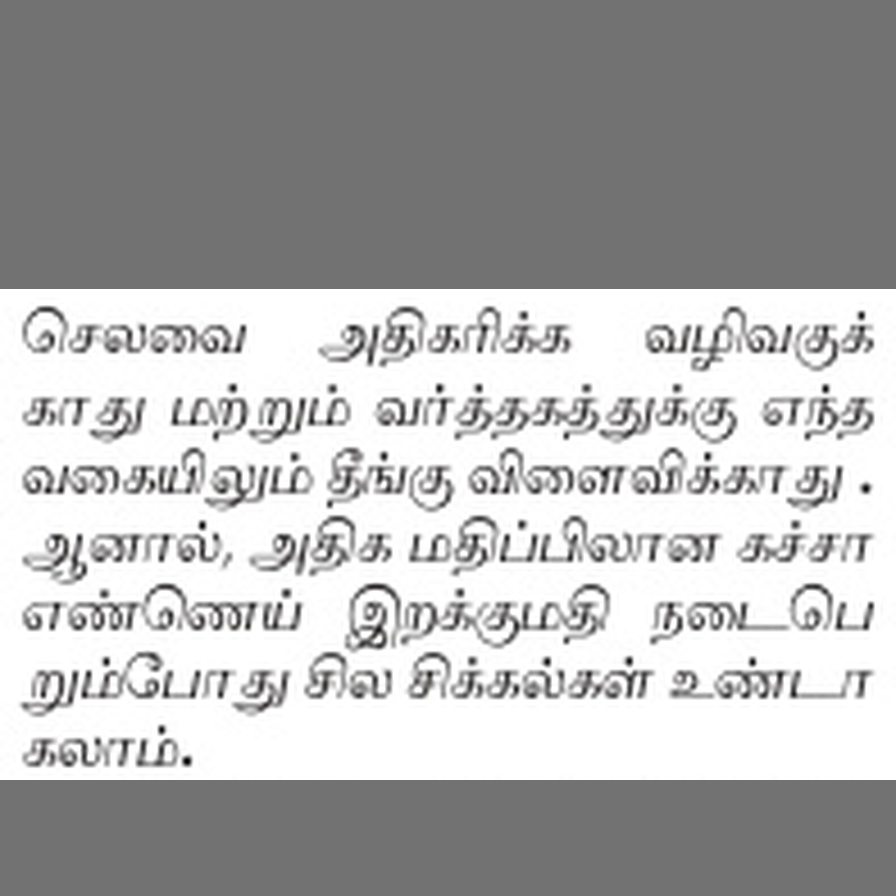 செலவை அதிகரிக்க வழிவகுக்
காது மற்றும் வர்த்தகத்துக்கு எந்த
வகையிலும் தீங்கு விளைவிக்காது .
ஆனால், அதிக மதிப்பிலான கச்சா
எண்ணெய் இறக்குமதி நடைபெ
றும்போது சில சிக்கல்கள் உண்டா
கலாம்.